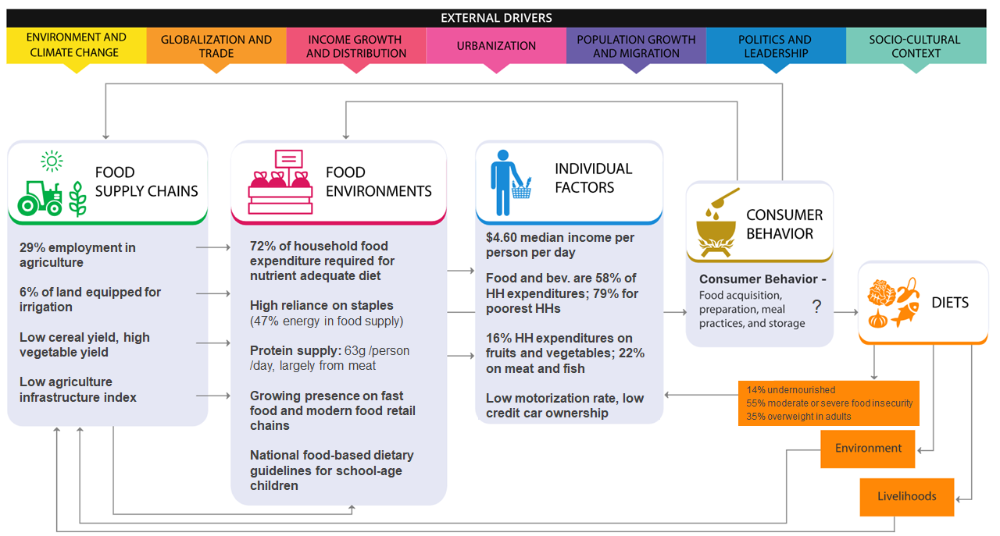 EXTERNAL DRIVERS
ENVIRONMENT AND
CLIMATE CHANGE
GLOBALIZATION AND
TRADE
INCOME GROWTH
AND DISTRIBUTION
URBANIZATION
POPULATION GROWTH
AND MIGRATION
POLITICS AND
LEADERSHIP
SOCIO-CULTURAL
CONTEXT
FOOD
SUPPLY CHAINS
29% employment in
agriculture
6% of land equipped for
irrigation
Low cereal yield, high
vegetable yield
Low agriculture
infrastructure index
FOOD
ENVIRONMENTS
72% of household food
expenditure required for
nutrient adequate diet
High reliance on staples
(47% energy in food supply)
Protein supply: 63g /person
/day, largely from meat
Growing presence on fast
food and modern food retail
chains
National food-based dietary
guidelines for school-age
children
INDIVIDUAL
FACTORS
$4.60 median income per
person per day
Food and bev. are 58% of
HH expenditures; 79% for
poorest HHs
16% HH expenditures on
fruits and vegetables; 22%
on meat and fish
Low motorization rate, low
credit car ownership
CONSUMER
BEHAVIOR
Consumer Behavior -
Food acquisition,
preparation, meal
practices, and storage
?
DIETS
14% undernourished
55% moderate or severe food insecurity
35% overweight in adults
Environment
Livelihoods